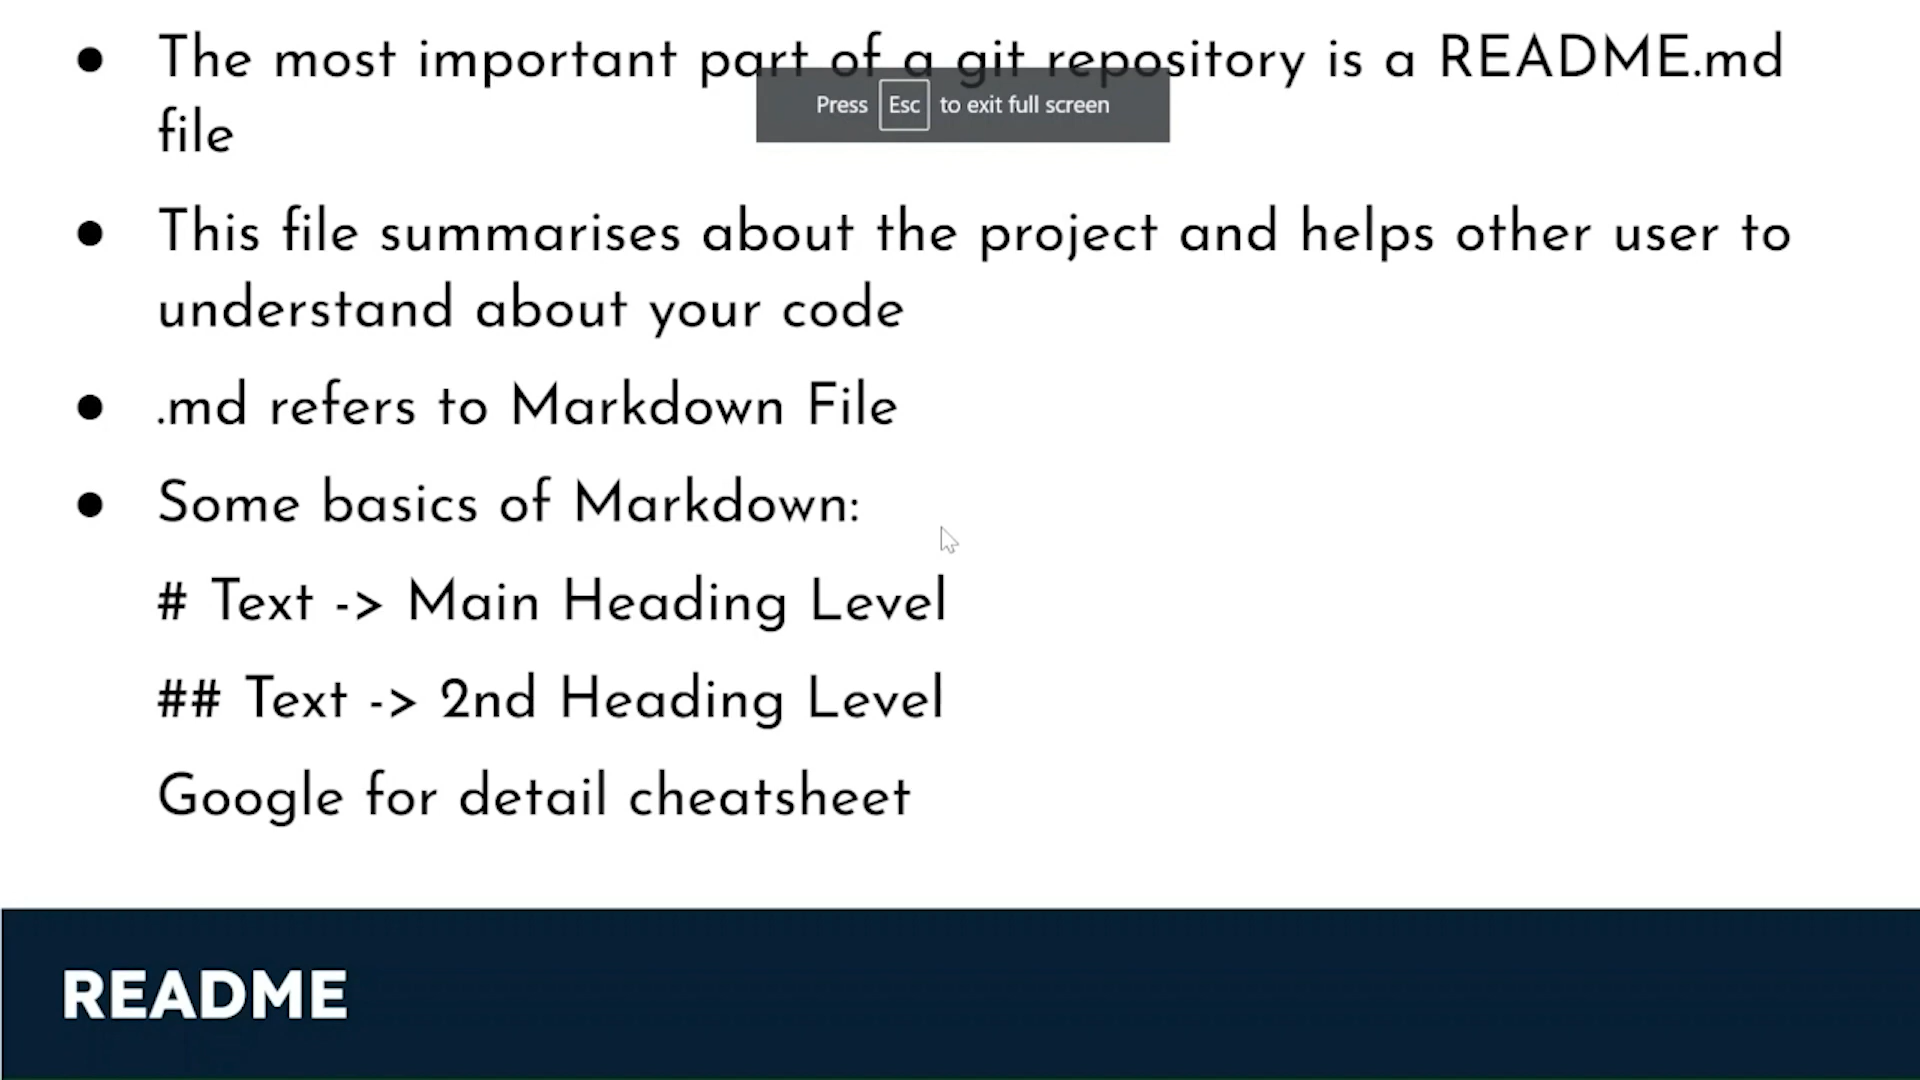 ● The most important part of a git repository is a README.md
file
Press Esc to exit full screen
● This file summarises about the project and helps other user to
understand about your code
● .md refers to Markdown File
● Some basics of Markdown:
# Text -> Main Heading Level
## Text -> 2nd Heading Level
Google for detail cheatsheet
README